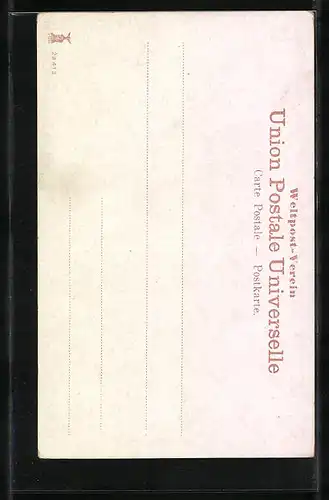 Weltpost-Verein
Union Postale Universelle
Carte Postale — Postkarte.